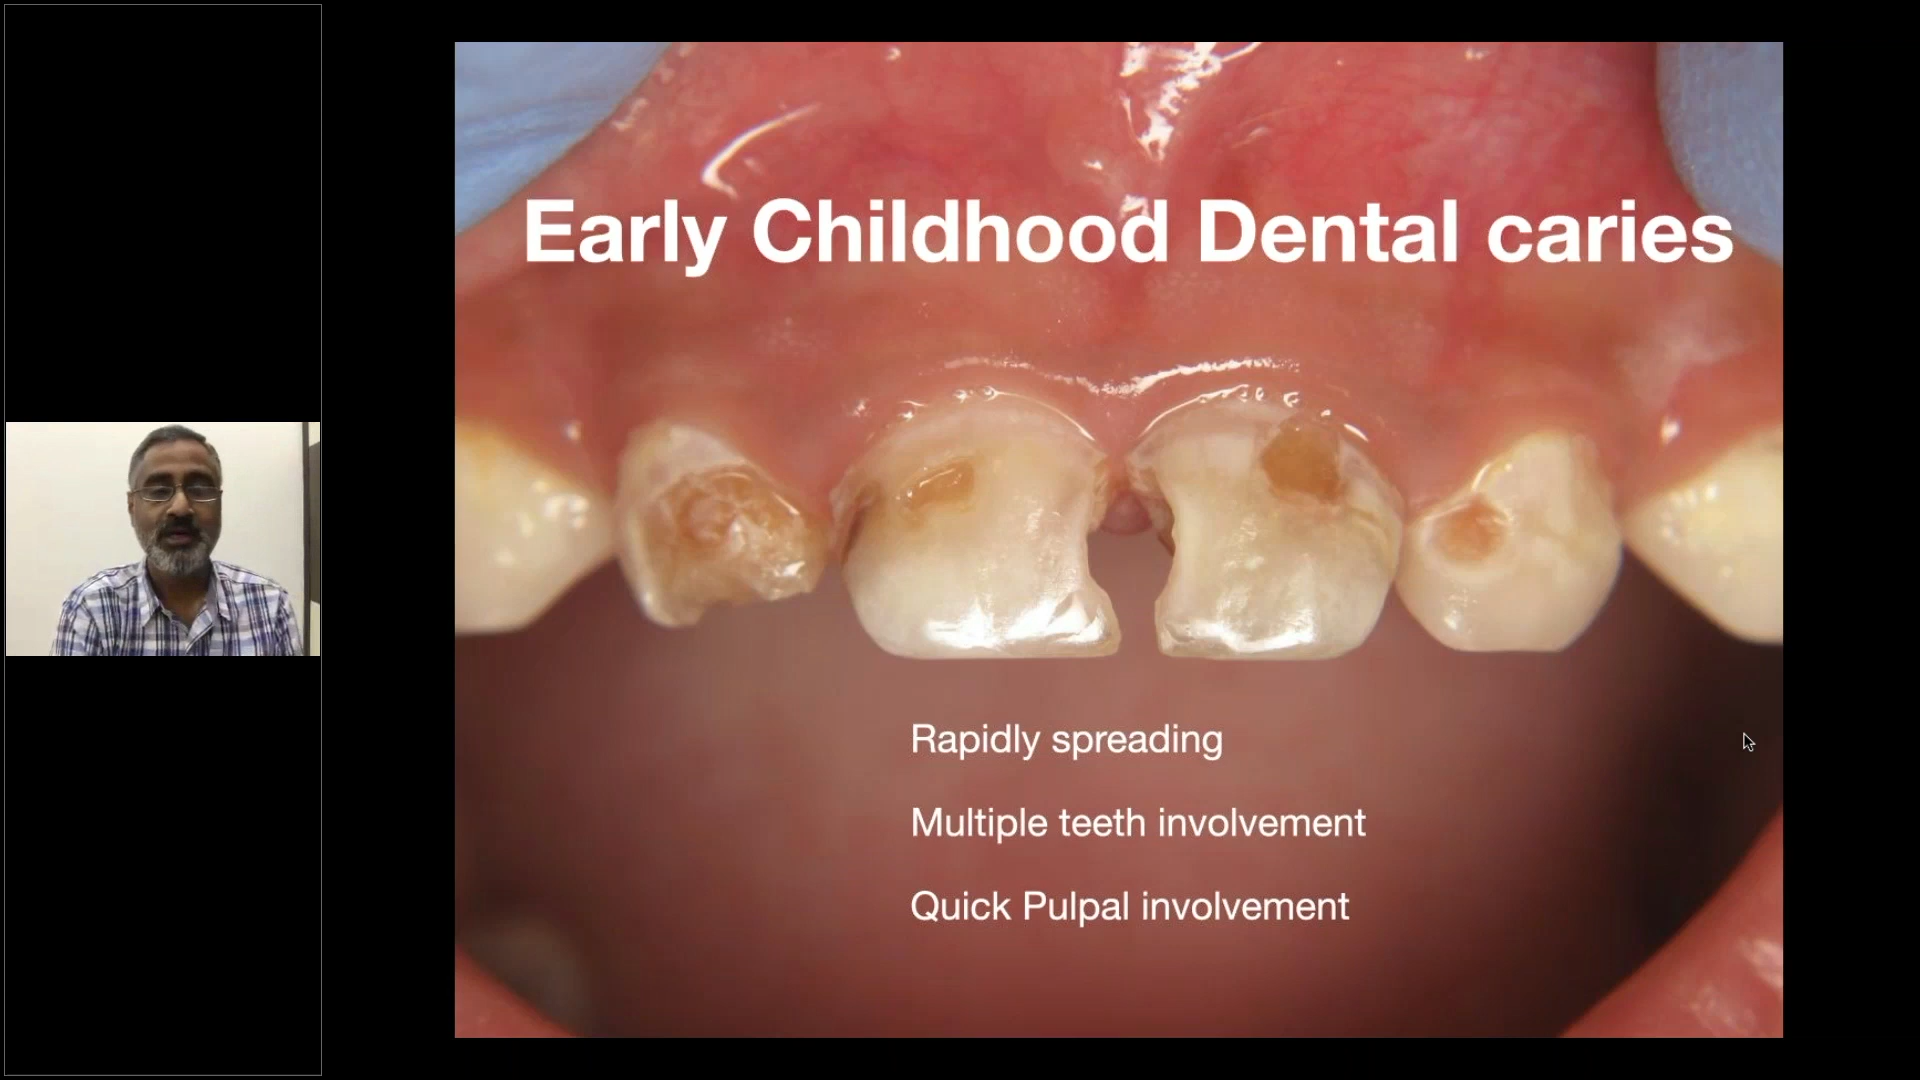 Early Childhood Dental caries
Rapidly spreading
Multiple teeth involvement
Quick Pulpal involvement